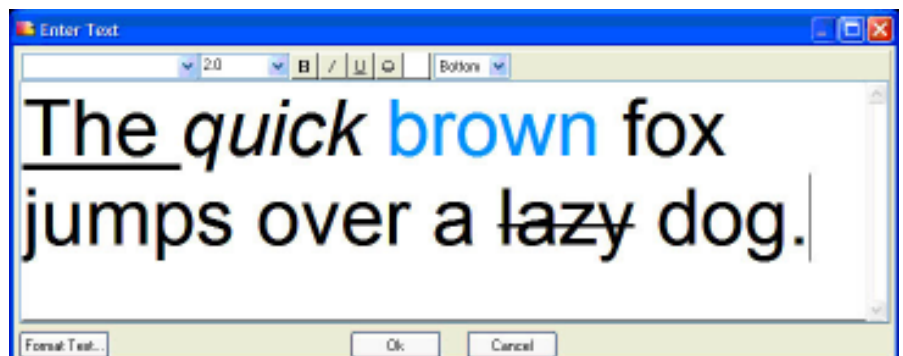 Enter Text
2.0 B / U O Bottom
The quick brown fox
jumps over a lazy dog.
Format Text... Ok Cancel